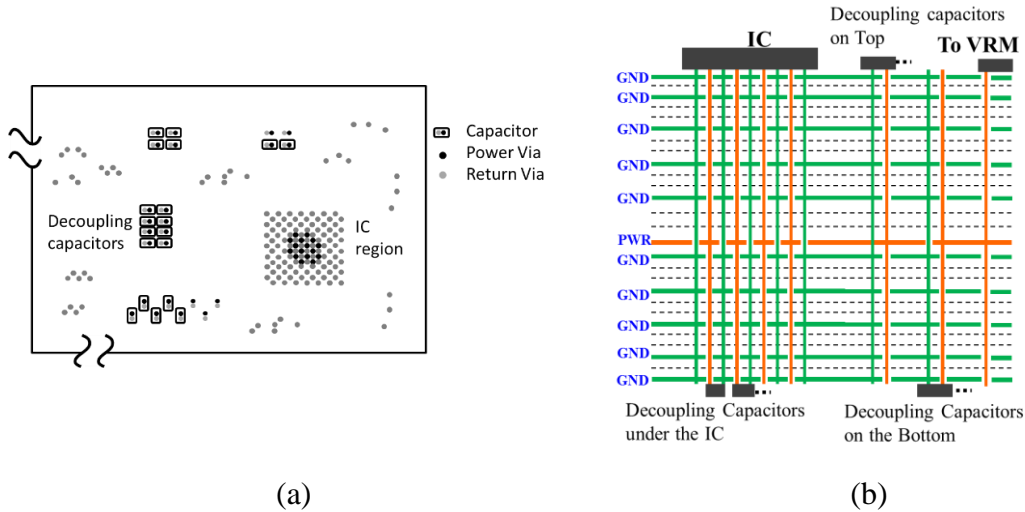 Capacitor
Power Via
Return Via
Decoupling
capacitors
IC
region
(a)
Decoupling capacitors
on Top
IC
To VRM
GND
GND
GND
GND
GND
PWR
GND
GND
GND
GND
GND
Decoupling Capacitors
under the IC
Decoupling Capacitors
on the Bottom
(b)